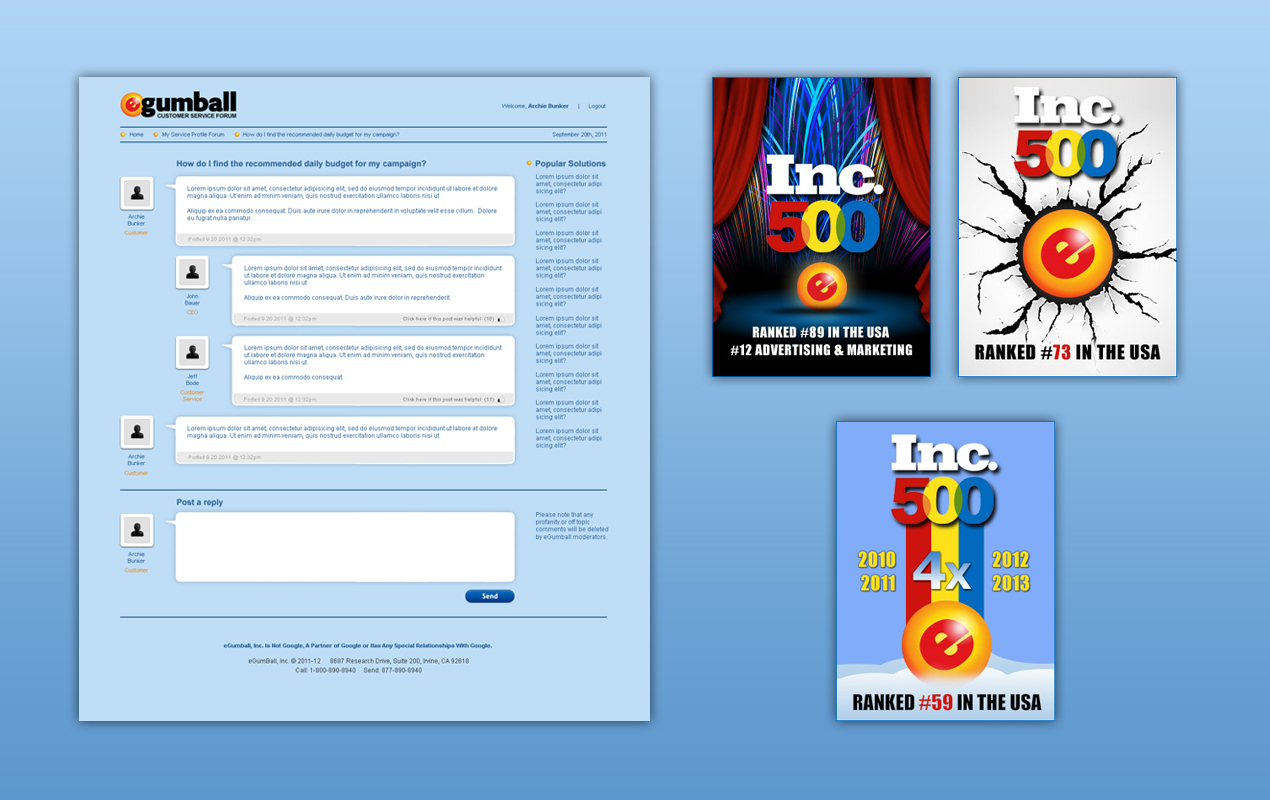 egumball
CUSTOMER SERVICE FORUM
Welcome, Archie Bunker | Logout
Home My Service Profile Forum How do I find the recommended daily budget for my campaign? September 20th, 2011
How do I find the recommended daily budget for my campaign?
Archie
Bunker
Customer
Lorem ipsum dolor sit amet, consectetur adipisicing elit, sed do eiusmod tempor incididunt ut labore et dolore
magna aliqua. Ut enim ad minim veniam, quis nostrud exercitation ullamco laboris nisi ut
Aliquip ex ea commodo consequat. Duis aute irure dolor in reprehenderit in voluptate velit esse cillum. Dolore
eu fugiat nulla pariatur.
Posted 9.20.2011 @ 12:32pm
John
Bauer
CEO
Lorem ipsum dolor sit amet, consectetur adipisicing elit, sed do eiusmod tempor incididunt
ut labore et dolore magna aliqua. Ut enim ad minim veniam, quis nostrud exercitation
ullamco laboris nisi ut
Aliquip ex ea commodo consequat. Duis aute irure dolor in reprehenderit.
Posted 9.20.2011 @ 12:32pm Click here if this post was helpful (10)
Jeff
Bode
Customer
Service
Lorem ipsum dolor sit amet, consectetur adipisicing elit, sed do eiusmod tempor incididunt
ut labore et dolore magna aliqua. Ut enim ad minim veniam, quis nostrud exercitation
ullamco laboris nisi ut
Aliquip ex ea commodo consequat.
Posted 9.20.2011 @ 12:32pm Click here if this post was helpful (11)
Archie
Bunker
Customer
Lorem ipsum dolor sit amet, consectetur adipisicing elit, sed do eiusmod tempor incididunt ut labore et dolore
magna aliqua. Ut enim ad minim veniam, quis nostrud exercitation ullamco laboris nisi ut
Posted 9.20.2011 @ 12:32pm
Popular Solutions
Lorem ipsum dolor sit
amet, consectetur adipi
sicing elit?
Lorem ipsum dolor sit
amet, consectetur adipi
sicing elit?
Lorem ipsum dolor sit
amet, consectetur adipi
sicing elit?
Lorem ipsum dolor sit
amet, consectetur adipi
sicing elit?
Lorem ipsum dolor sit
amet, consectetur adipi
sicing elit?
Lorem ipsum dolor sit
amet, consectetur adipi
sicing elit?
Lorem ipsum dolor sit
amet, consectetur adipi
sicing elit?
Lorem ipsum dolor sit
amet, consectetur adipi
sicing elit?
Lorem ipsum dolor sit
amet, consectetur adipi
sicing elit?
Lorem ipsum dolor sit
amet, consectetur adipi
sicing elit?
Post a reply
Archie
Bunker
Customer
Please note that any
profanity or off topic
comments will be deleted
by eGumball moderators.
Send
eGumball, Inc. Is Not Google, A Partner of Google or Has Any Special Relationships With Google.
eGumBall, Inc. © 2011-12 8687 Research Drive, Suite 200, Irvine, CA 92618
Call: 1-800-890-8940 Send: 877-890-8940
Inc.
500
e
RANKED #89 IN THE USA
#12 ADVERTISING & MARKETING
Inc.
500
e
RANKED #73 IN THE USA
Inc.
500
2010 4x 2012
2011 2013
e
RANKED #59 IN THE USA